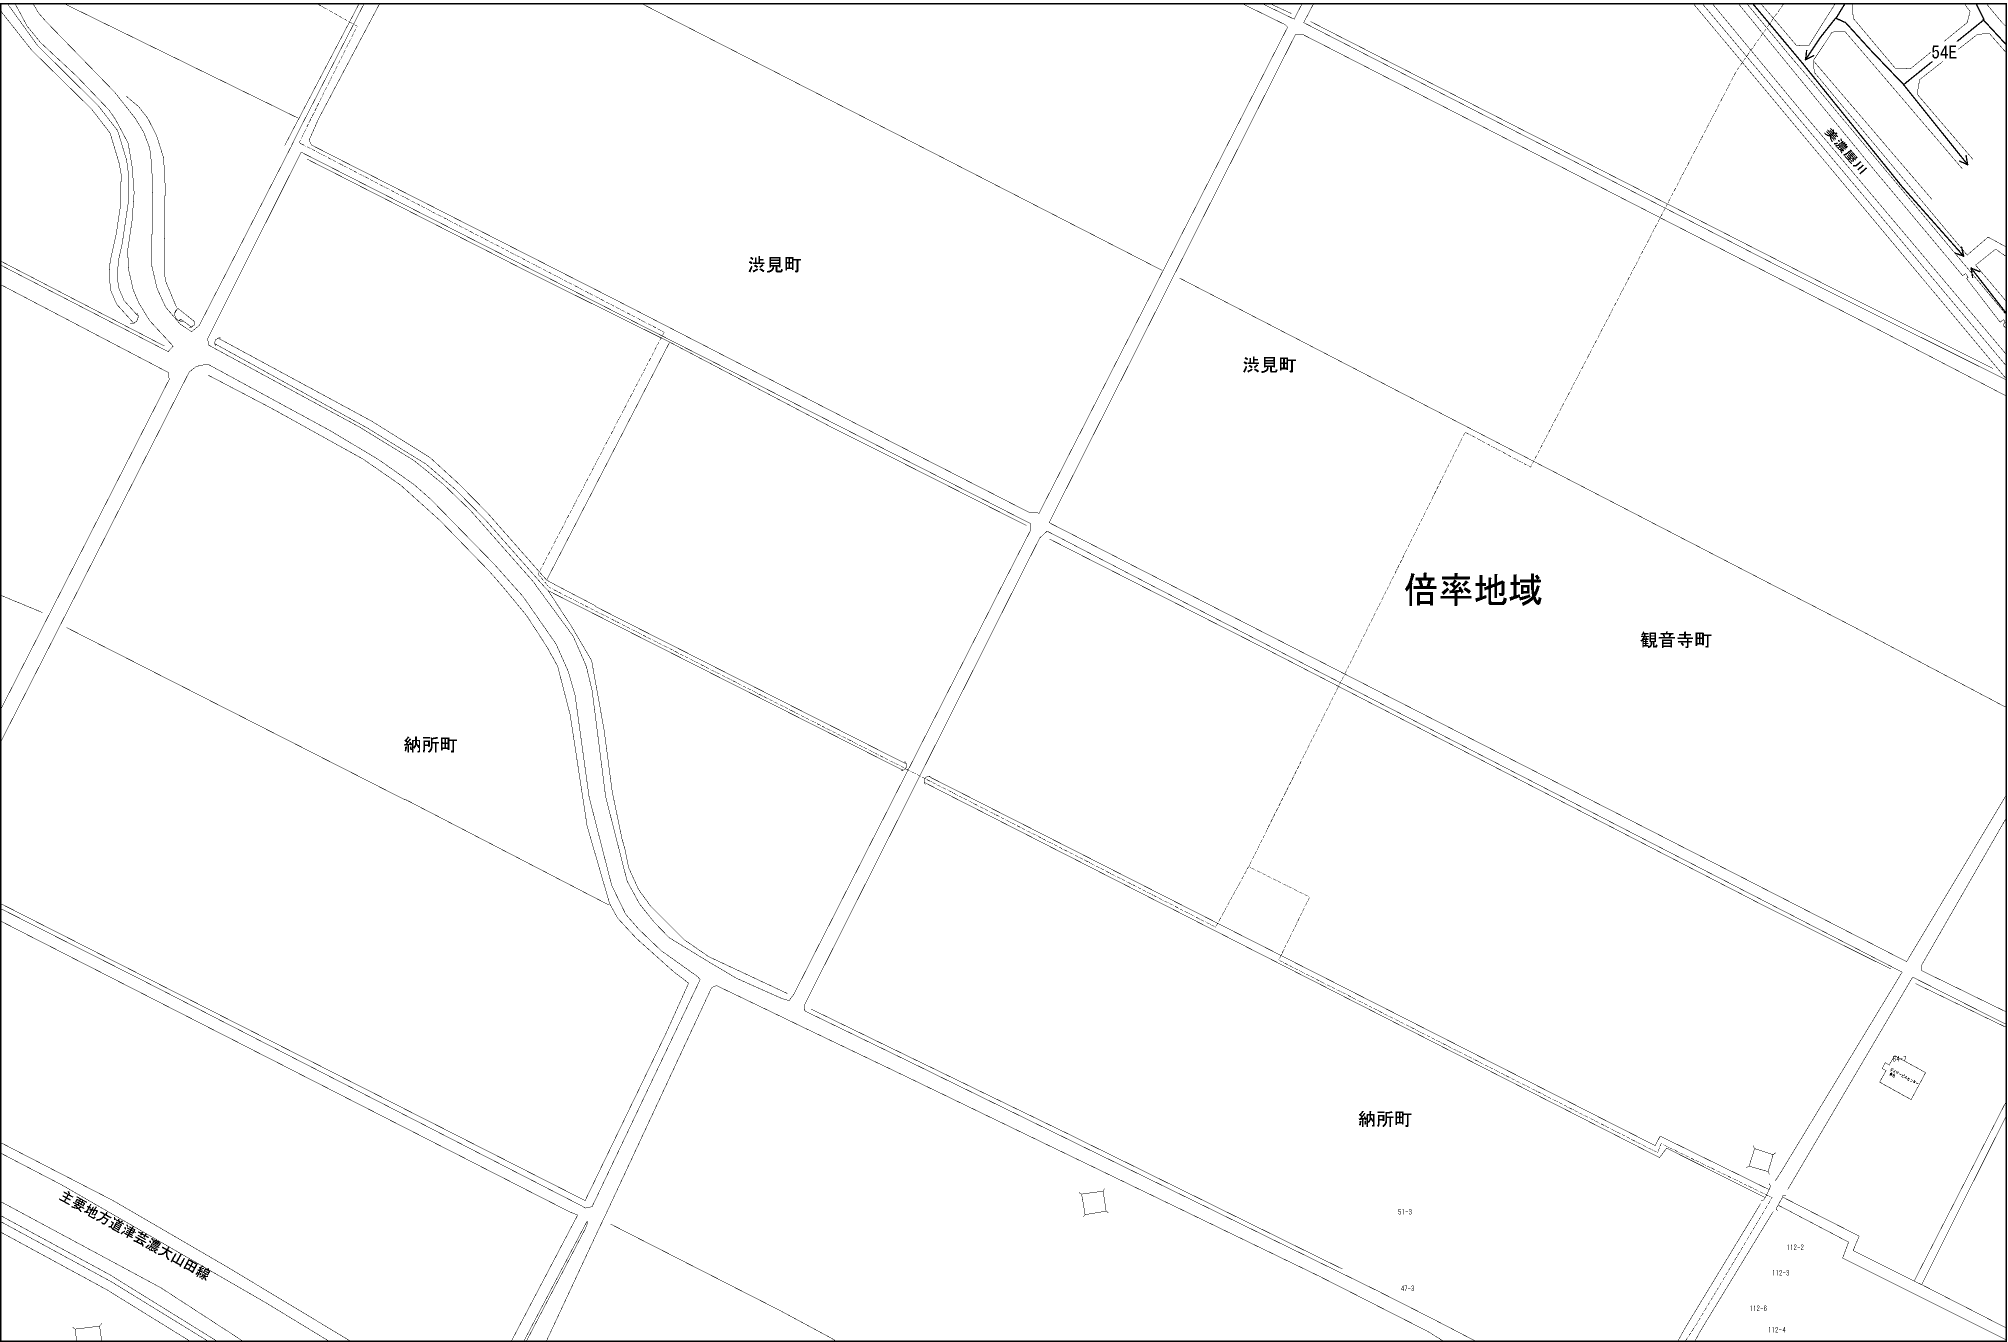 54E
美濃屋川
渋見町
渋見町
倍率地域
観音寺町
納所町
64-7
納所町
主要地方道津芸濃大山田線
51-3
112-2
112-3
47-3
112-6
112-4